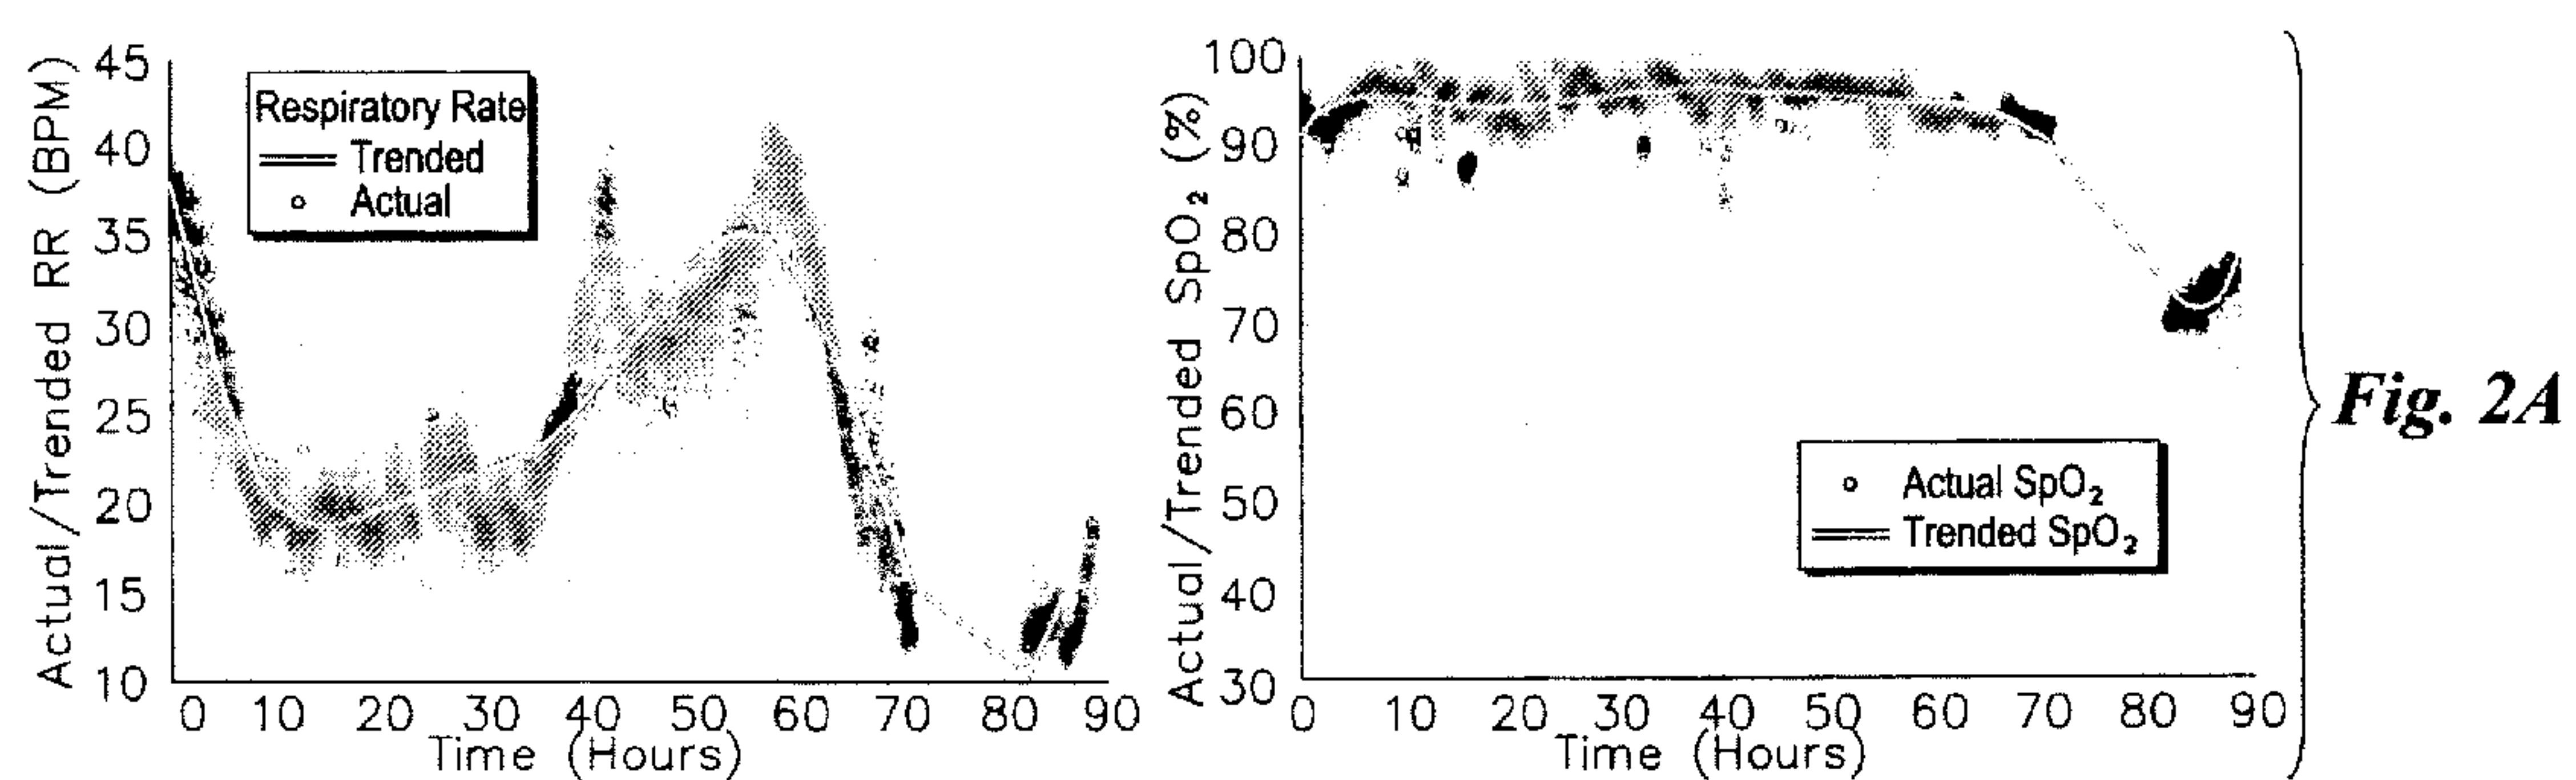 Actual/Trended RR (BPM)
45
40
35
30
25
20
15
10
Respiratory Rate
Trended
Actual
0 10 20 30 40 50 60 70 80 90
Time (Hours)
Actual/Trended SpO₂ (%)
100
90
80
70
60
50
40
30
Actual SpO₂
Trended SpO₂
0 10 20 30 40 50 60 70 80 90
Time (Hours)
Fig. 2A